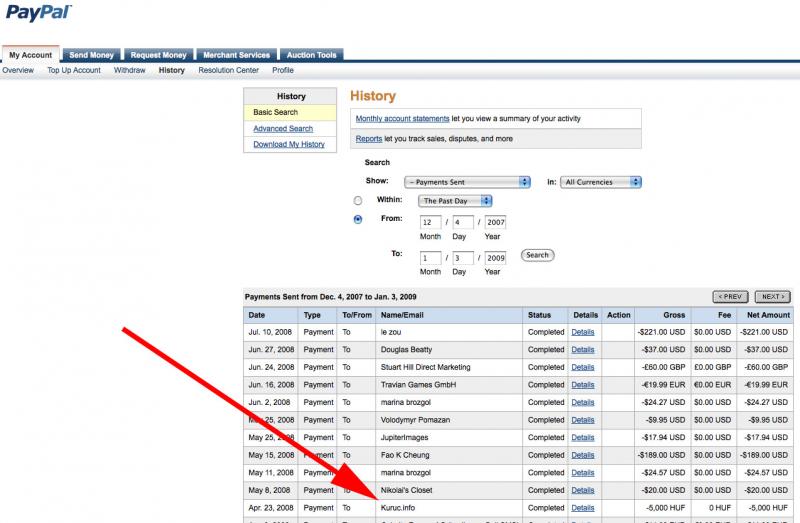 PayPal
My Account Send Money Request Money Merchant Services Auction Tools
Overview Top Up Account Withdraw History Resolution Center Profile
History
Basic Search
Advanced Search
Download My History
History
Monthly account statements let you view a summary of your activity
Reports let you track sales, disputes, and more
Search
Show: – Payments Sent in: All Currencies
Within: The Past Day
From: 12 / 4 / 2007
Month Day Year
To: 1 / 3 / 2009 Search
Month Day Year
Payments Sent from Dec. 4, 2007 to Jan. 3, 2009 < PREV NEXT >
Date Type To/From Name/Email Status Details Action Gross Fee Net Amount
Jul. 10, 2008 Payment To le zou Completed Details -$221.00 USD $0.00 USD -$221.00 USD
Jun. 27, 2008 Payment To Douglas Beatty Completed Details -$37.00 USD $0.00 USD -$37.00 USD
Jun. 24, 2008 Payment To Stuart Hill Direct Marketing Completed Details -£60.00 GBP £0.00 GBP -£60.00 GBP
Jun. 16, 2008 Payment To Travian Games GmbH Completed Details -€19.99 EUR €0.00 EUR -€19.99 EUR
Jun. 2, 2008 Payment To marina brozgol Completed Details -$24.27 USD $0.00 USD -$24.27 USD
25, 2008 Payment To Volodymyr Pomazan Completed Details -$9.95 USD $0.00 USD -$9.95 USD
May 25, 2008 Payment To JupiterImages Completed Details -$17.94 USD $0.00 USD -$17.94 USD
May 15, 2008 Payment To Fao K Cheung Completed Details -$189.00 USD $0.00 USD -$189.00 USD
May 11, 2008 Payment To marina brozgol Completed Details -$24.57 USD $0.00 USD -$24.57 USD
May 8, 2008 Payment To Nikolai's Closet Completed Details -$20.00 USD $0.00 USD -$20.00 USD
Apr. 23, 2008 Payment To Kuruc.info Completed Details -5,000 HUF 0 HUF -5,000 HUF